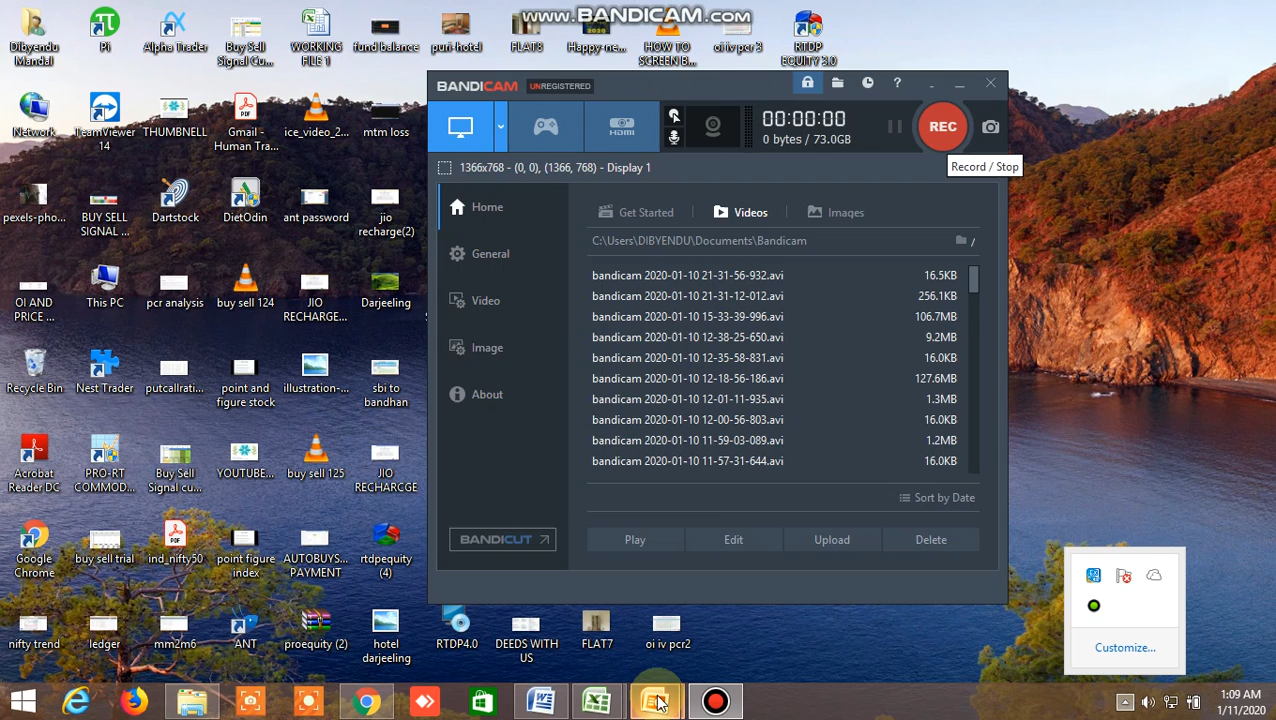 www.BANDICAM.com
Dibyendu Mandal
Pi
Alpha Trader
Buy Sell Signal Cu...
WORKING FILE 1
fund balance
puri-hotel
FLAT8
Happy-ne...
HOW TO SCREEN B...
oi iv pcr 3
RTDP EQUITY 3.0
BANDICAM UNREGISTERED
?
HDMI
00:00:00
0 bytes / 73.0GB
REC
Record / Stop
1366x768 - (0, 0), (1366, 768) - Display 1
Home
General
Video
Image
About
BANDICUT
Get Started
Videos
Images
C:\Users\DIBYENDU\Documents\Bandicam
/
bandicam 2020-01-10 21-31-56-932.avi 16.5KB
bandicam 2020-01-10 21-31-12-012.avi 256.1KB
bandicam 2020-01-10 15-33-39-996.avi 106.7MB
bandicam 2020-01-10 12-38-25-650.avi 9.2MB
bandicam 2020-01-10 12-35-58-831.avi 16.0KB
bandicam 2020-01-10 12-18-56-186.avi 127.6MB
bandicam 2020-01-10 12-01-11-935.avi 1.3MB
bandicam 2020-01-10 12-00-56-803.avi 16.0KB
bandicam 2020-01-10 11-59-03-089.avi 1.2MB
bandicam 2020-01-10 11-57-31-644.avi 16.0KB
Sort by Date
Play Edit Upload Delete
Network
TeamViewer 14
THUMBNELL
Gmail - Human Tra...
ice_video_2...
mtm loss
pexels-pho...
BUY SELL SIGNAL ...
Dartstock
DietOdin
ant password
jio recharge(2)
OI AND PRICE ...
This PC
pcr analysis
buy sell 124
JIO RECHARGE...
Darjeeling
Recycle Bin
Nest Trader
putcallrati...
point and figure stock
illustration-...
sbi to bandhan
Acrobat Reader DC
PRO-RT COMMOD...
Buy Sell Signal cu...
YOUTUBE...
buy sell 125
JIO RECHARCGE
Google Chrome
buy sell trial
ind_nifty50
point figure index
AUTOBUYS... PAYMENT
rtdpequity (4)
nifty trend
ledger
mm2m6
ANT
proequity (2)
hotel darjeeling
RTDP4.0
DEEDS WITH US
FLAT7
oi iv pcr2
Customize...
1:09 AM
1/11/2020